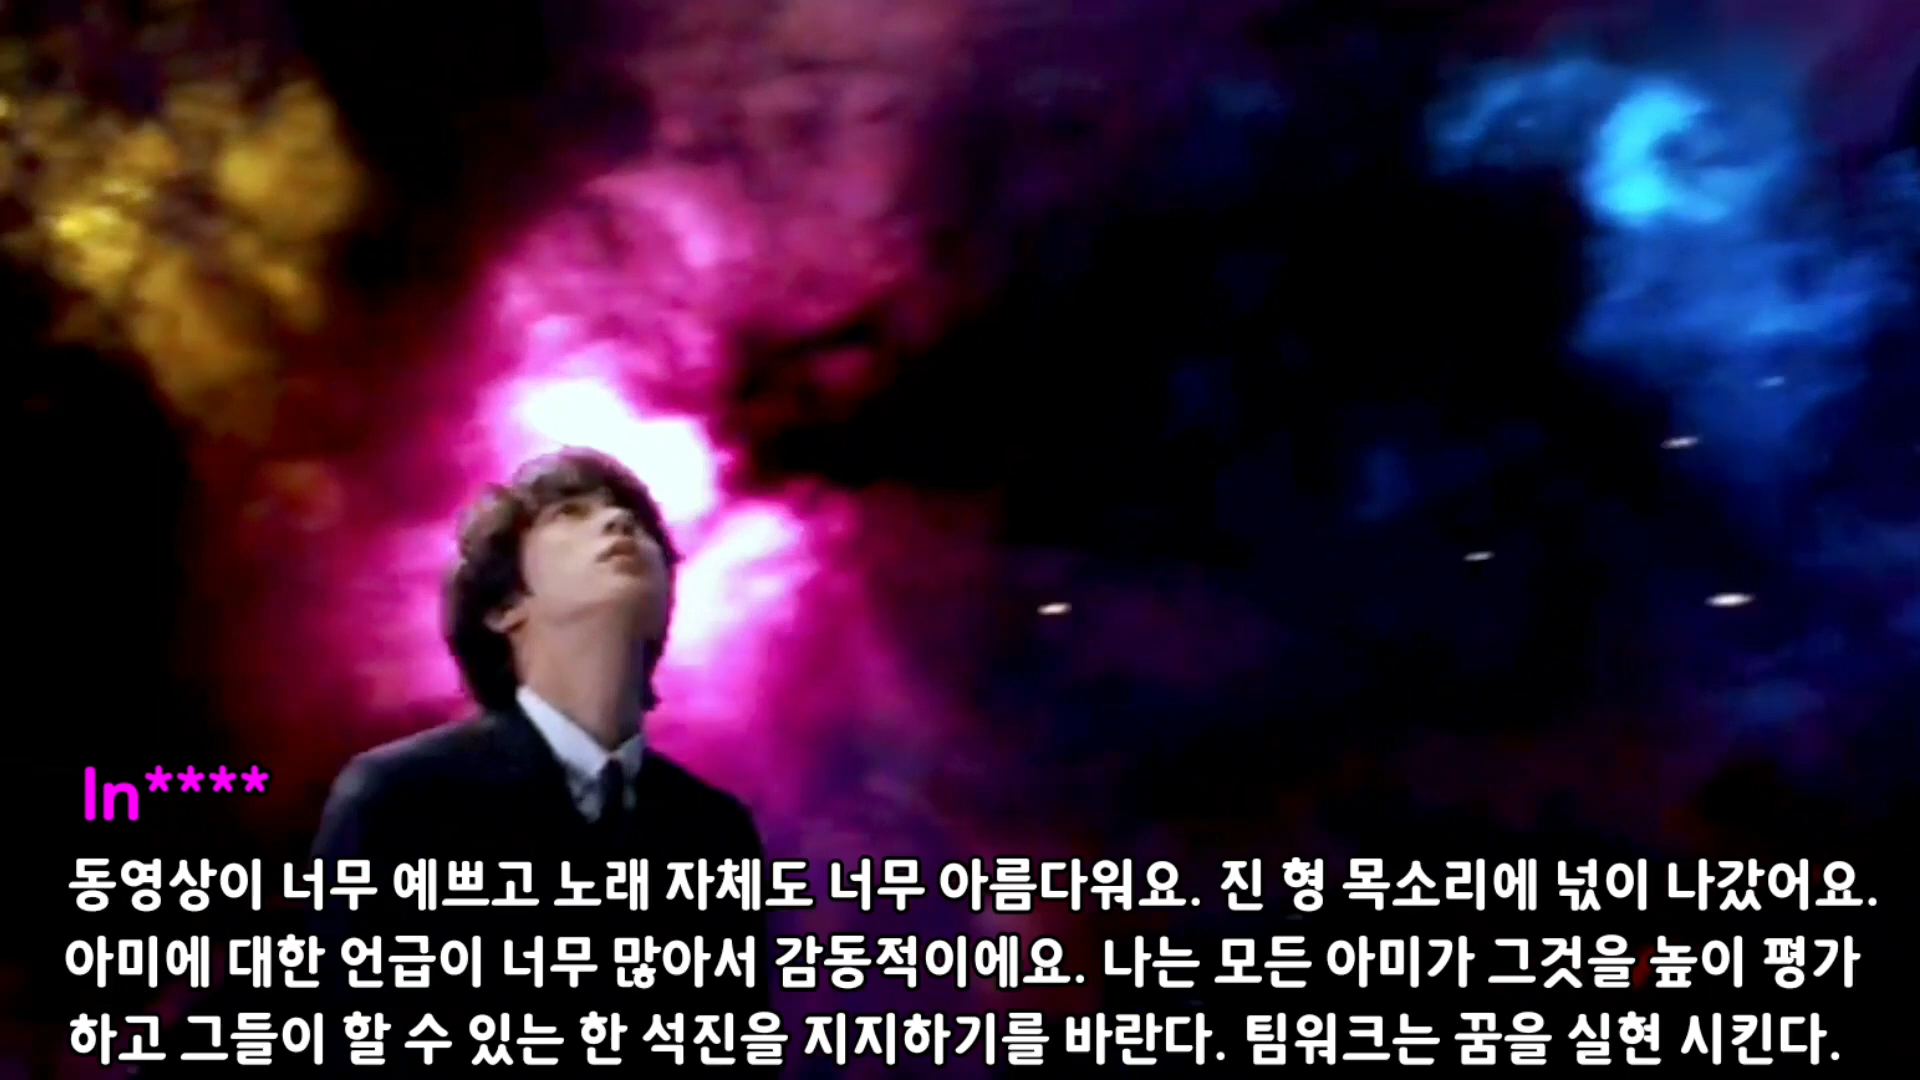 In****
동영상이 너무 예쁘고 노래 자체도 너무 아름다워요. 진 형 목소리에 넋이 나갔어요.
아미에 대한 언급이 너무 많아서 감동적이에요. 나는 모든 아미가 그것을 높이 평가
하고 그들이 할 수 있는 한 석진을 지지하기를 바란다. 팀워크는 꿈을 실현 시킨다.